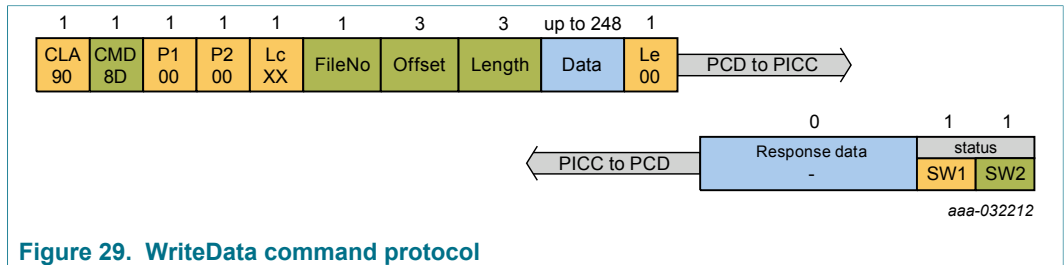 1 1 1 1 1 1 3 3 up to 248 1
CLA CMD P1 P2 Lc FileNo Offset Length Data Le PCD to PICC
90 8D 00 00 XX 00
0 1 1
PICC to PCD Response data status
- SW1 SW2
aaa-032212
Figure 29. WriteData command protocol